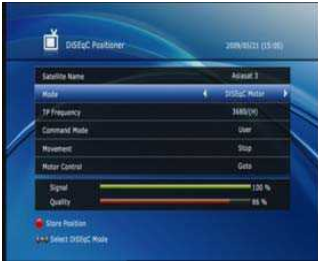 DiSEqC Positioner 2009/05/21 (15:05)
Satellite Name Asiasat 3
Mode DiSEqC Motor
TP Frequency 3680/(H)
Command Mode User
Movement Stop
Motor Control Goto
Signal 100 %
Quality 86 %
Store Position
Select DiSEqC Mode